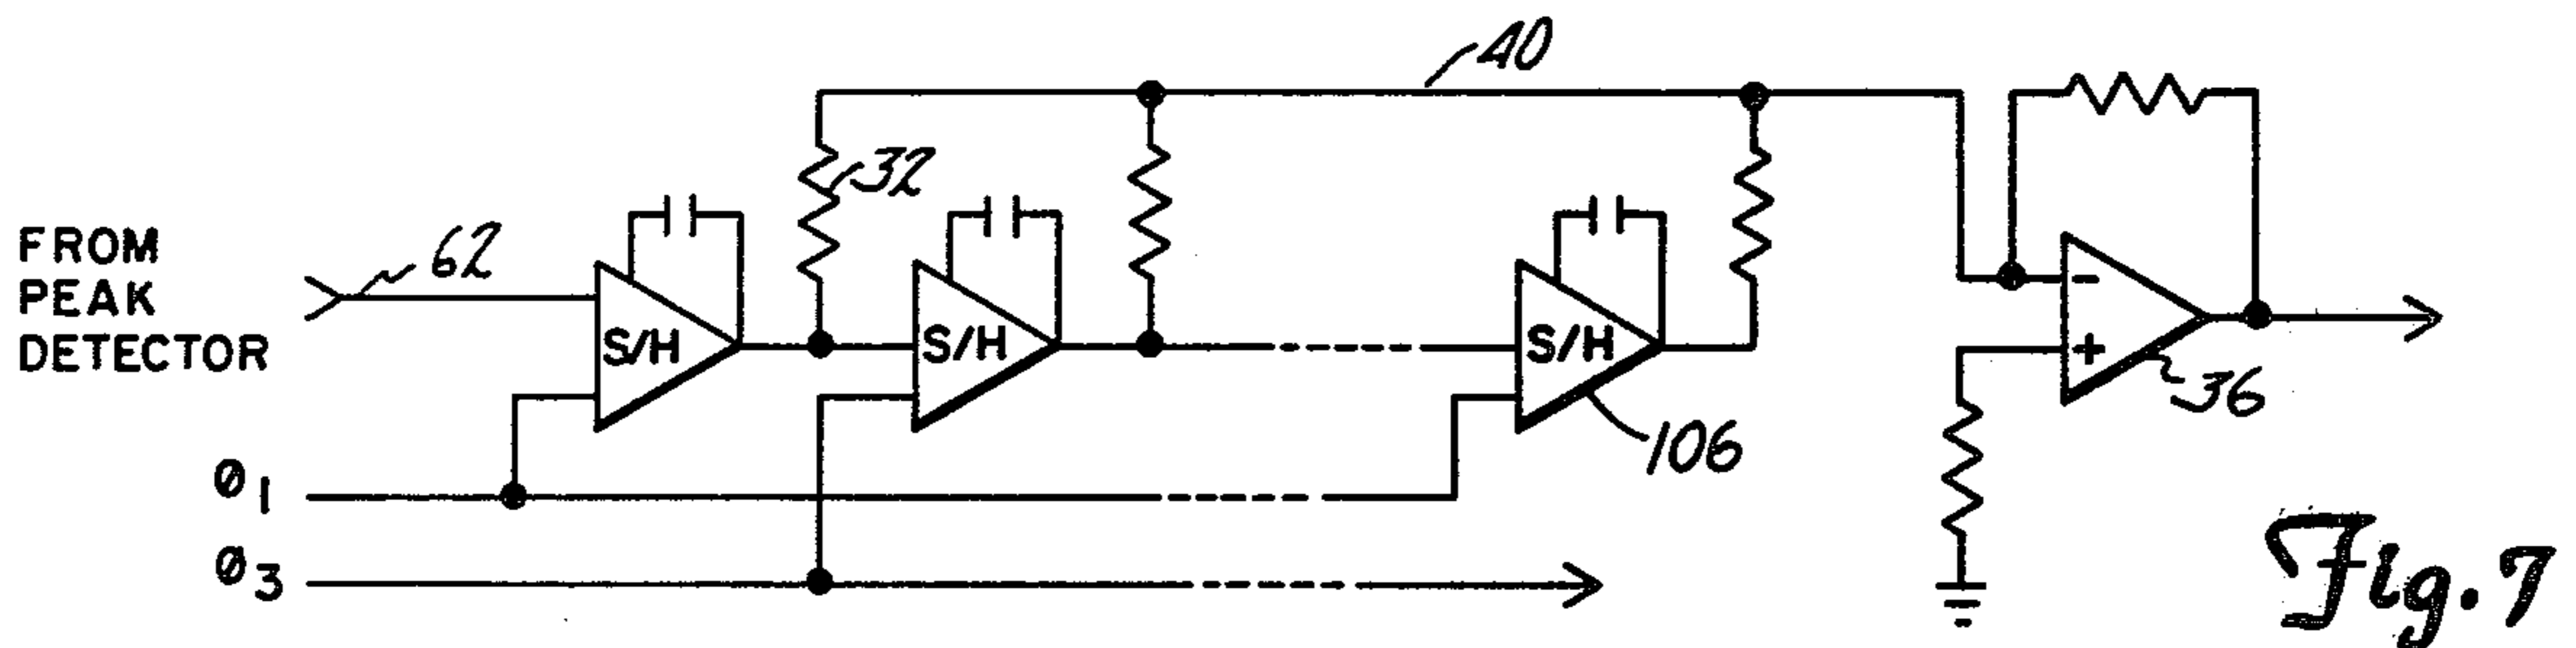 40
32
FROM
PEAK
DETECTOR
62
S/H
S/H
S/H
-
+
36
106
Ø1
Ø3
Fig. 7